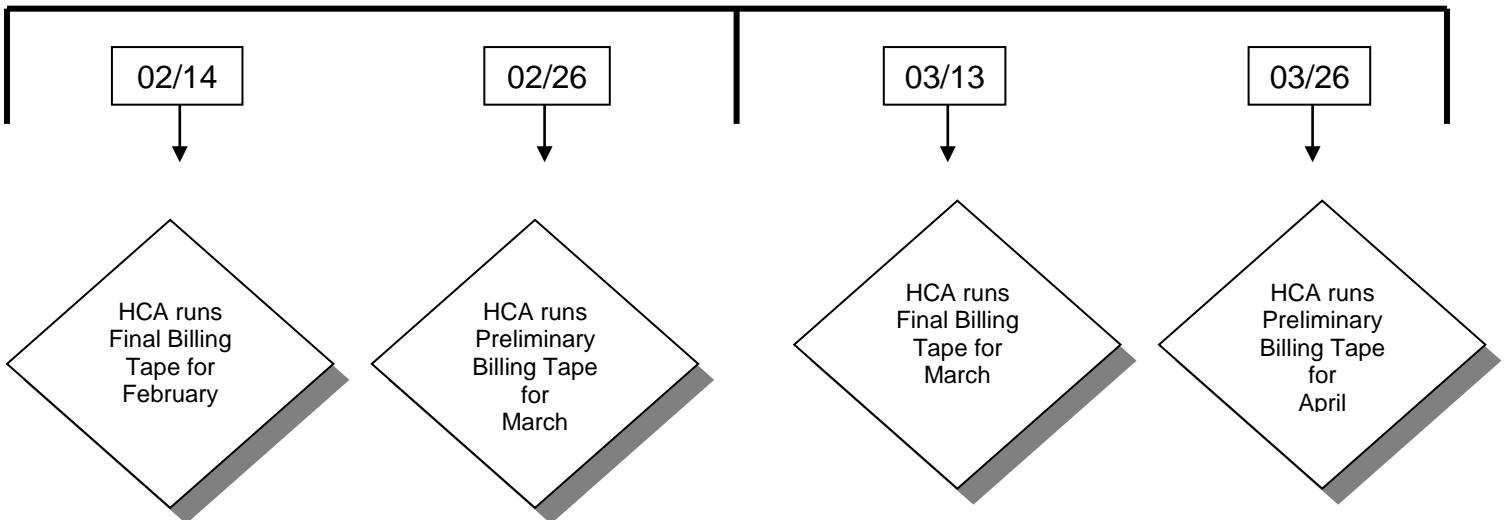 02/14
02/26
03/13
03/26
HCA runs
Final Billing
Tape for
February
HCA runs
Preliminary
Billing Tape
for
March
HCA runs
Final Billing
Tape for
March
HCA runs
Preliminary
Billing Tape
for
April